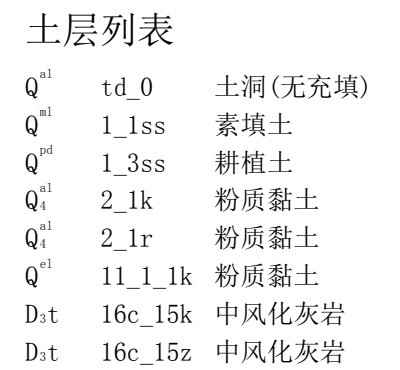 土层列表
Q^al td_0 土洞(无充填)
Q^ml 1_1ss 素填土
Q^pd 1_3ss 耕植土
Q₄^al 2_1k 粉质黏土
Q₄^al 2_1r 粉质黏土
Q^el 11_1_1k 粉质黏土
D₃t 16c_15k 中风化灰岩
D₃t 16c_15z 中风化灰岩